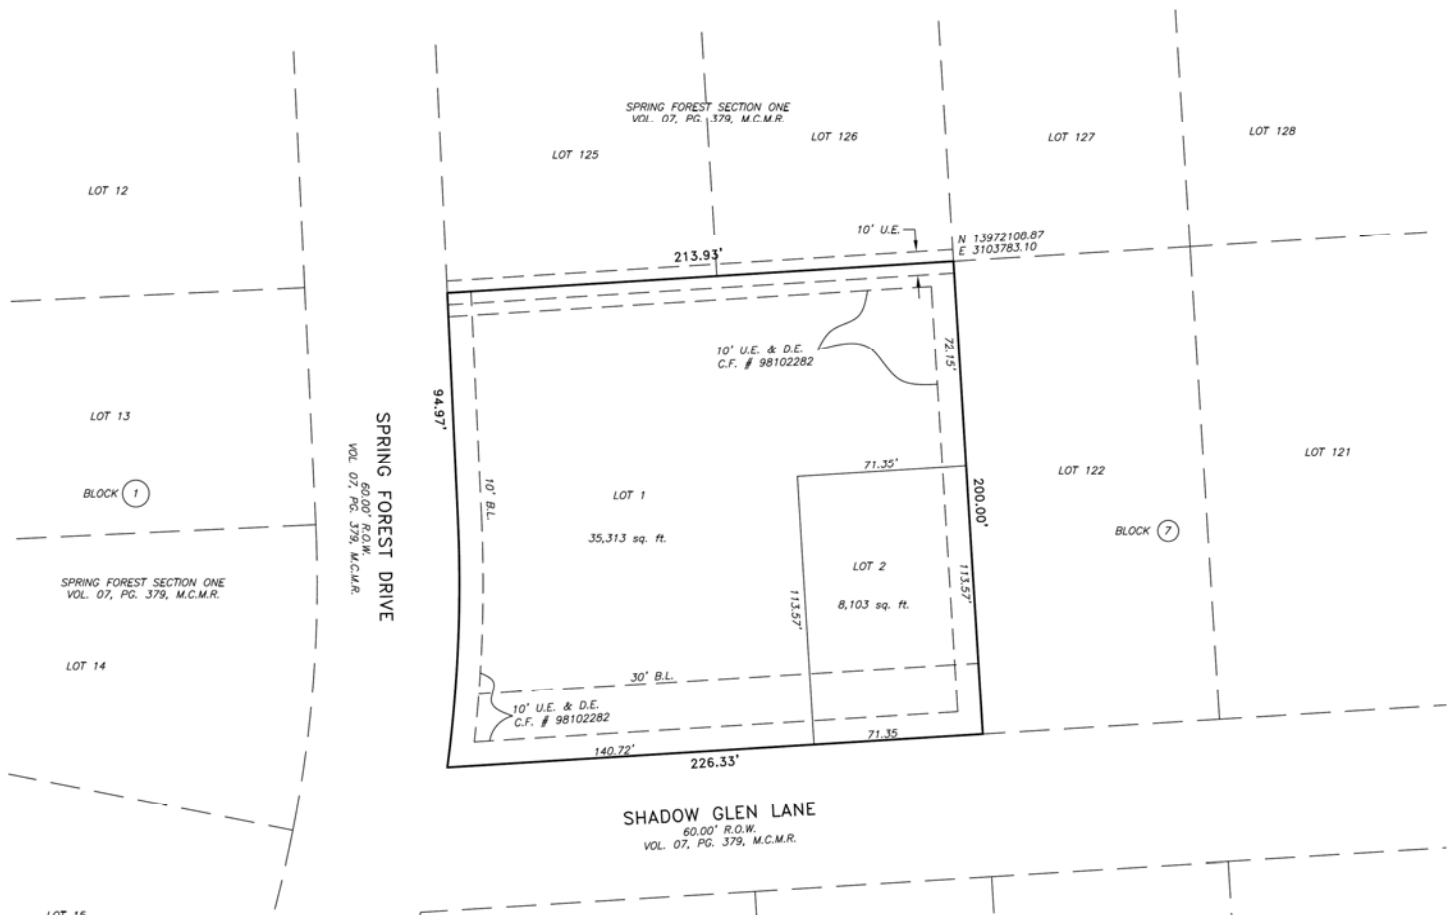 SPRING FOREST SECTION ONE
VOL. 07, PG. 379, M.C.M.R.
LOT 125
LOT 126
LOT 127
LOT 128
LOT 12
10' U.E.
N 13972108.87
E 3103783.10
213.93'
10' U.E. & D.E.
C.F. # 98102282
72.15'
94.97'
LOT 13
BLOCK 1
SPRING FOREST DRIVE
60.00' R.O.W.
VOL. 07, PG. 379, M.C.M.R.
10' B.L.
LOT 1
35,313 sq. ft.
71.35'
200.00'
LOT 122
LOT 121
BLOCK 7
LOT 2
8,103 sq. ft.
113.57'
113.57'
SPRING FOREST SECTION ONE
VOL. 07, PG. 379, M.C.M.R.
LOT 14
30' B.L.
10' U.E. & D.E.
C.F. # 98102282
140.72'
71.35
226.33'
SHADOW GLEN LANE
60.00' R.O.W.
VOL. 07, PG. 379, M.C.M.R.